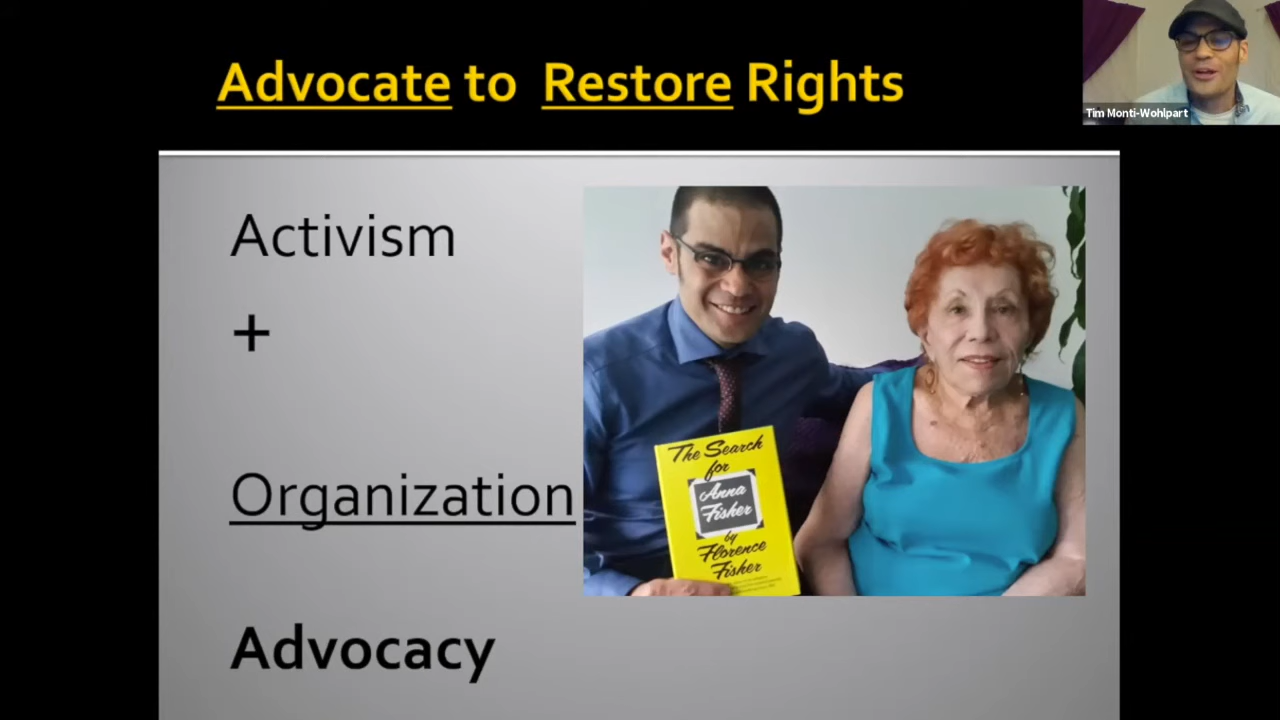 Advocate to Restore Rights
Tim Monti-Wohlpart
Activism
+
Organization
Advocacy
The Search
for
Anna
Fisher
by
Florence
Fisher